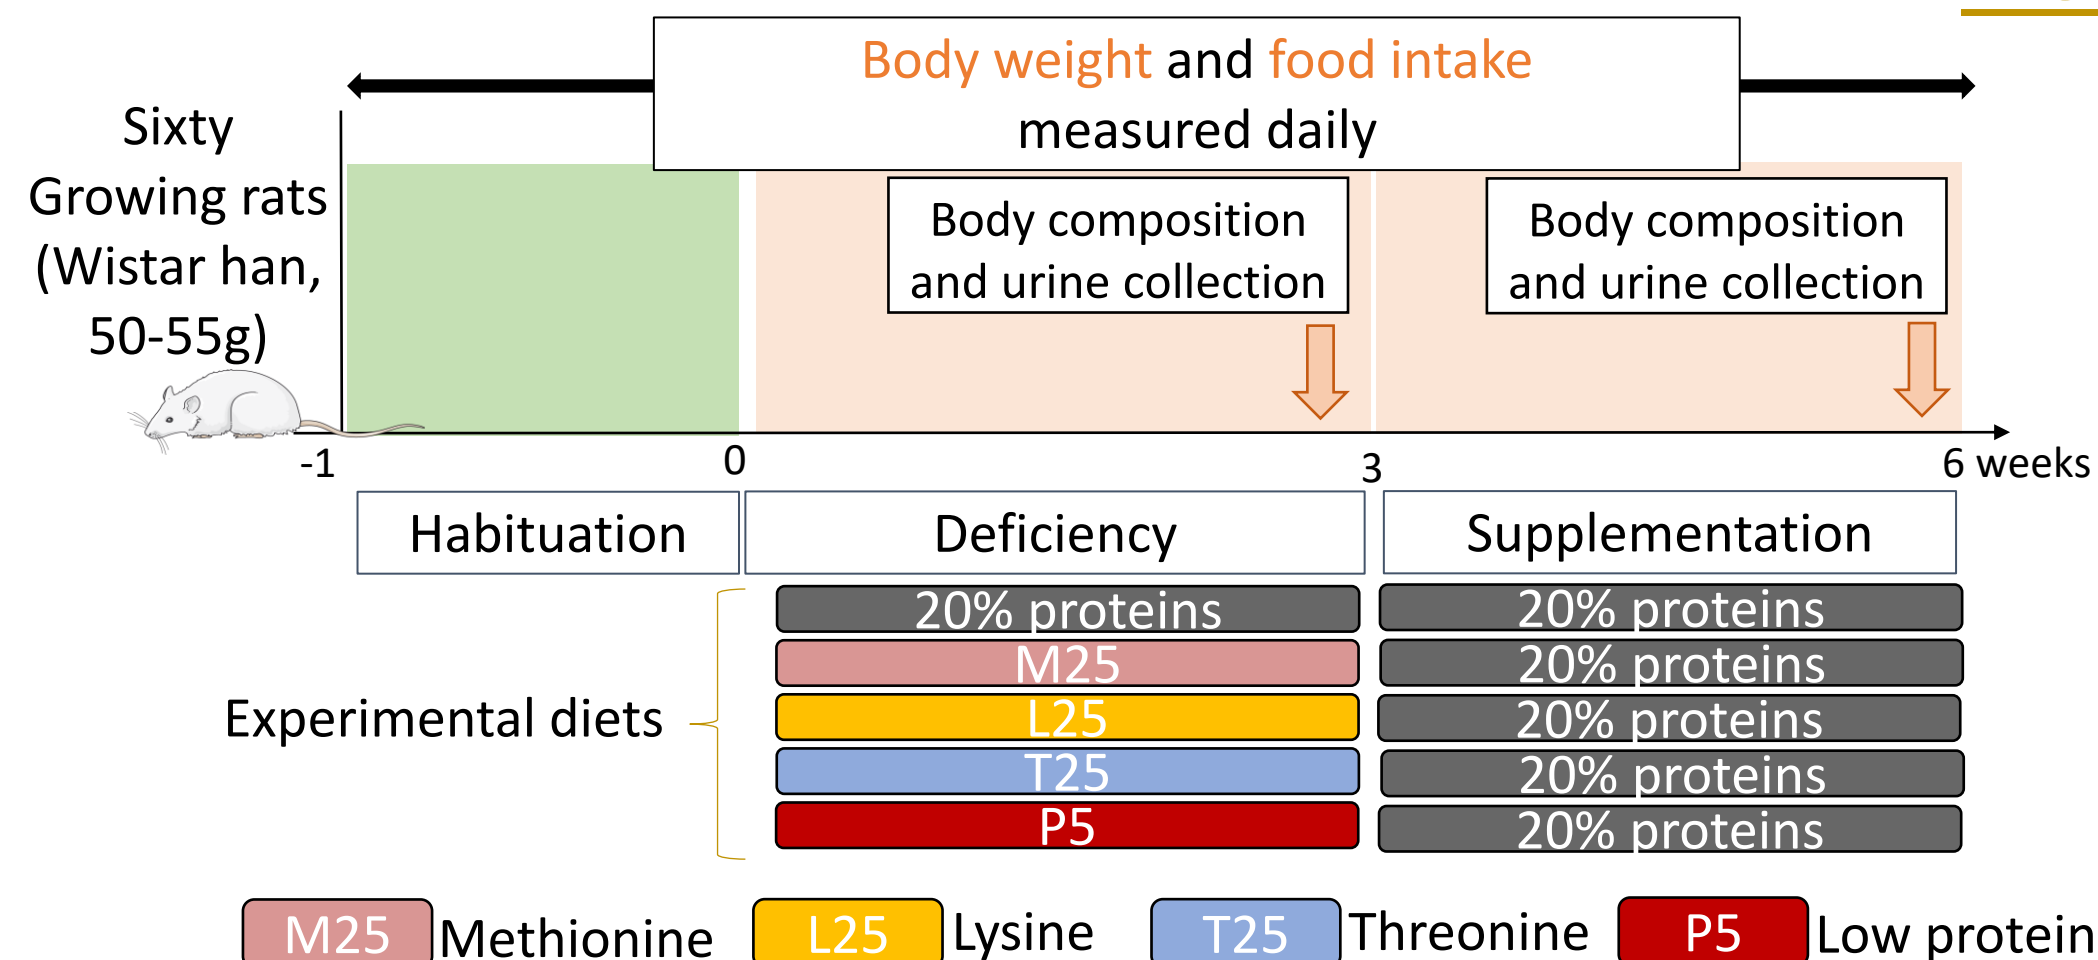 Body weight and food intake
measured daily
Sixty
Growing rats
(Wistar han,
50-55g)
Body composition
and urine collection
Body composition
and urine collection
-1
0
3
6 weeks
Habituation
Deficiency
Supplementation
Experimental diets
20% proteins
20% proteins
M25
20% proteins
L25
20% proteins
T25
20% proteins
P5
20% proteins
M25 Methionine
L25 Lysine
T25 Threonine
P5 Low protein